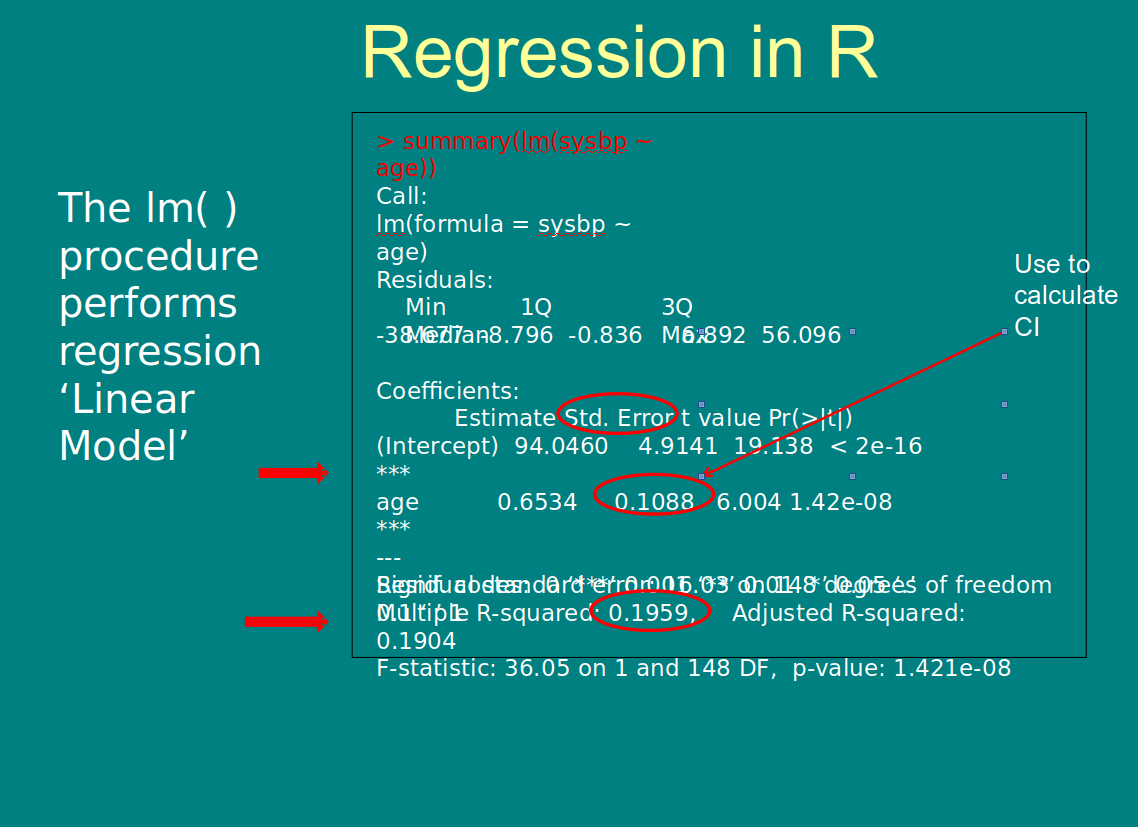 Regression in R
The lm( )
procedure
performs
regression
‘Linear
Model’
> summary(lm(sysbp ~
age))
Call:
lm(formula = sysbp ~
age)
Residuals:
Min 1Q 3Q
Median Max
-38.677 -8.796 -0.836 6.892 56.096
Coefficients:
Estimate Std. Error t value Pr(>|t|)
(Intercept) 94.0460 4.9141 19.138 < 2e-16
***
age 0.6534 0.1088 6.004 1.42e-08
***
---
Signif. codes: 0 ‘***’ 0.001 ‘**’ 0.01 ‘*’ 0.05 ‘.’
0.1 ‘ ’ 1
Residual standard error: 16.03 on 148 degrees of freedom
Multiple R-squared: 0.1959, Adjusted R-squared:
0.1904
F-statistic: 36.05 on 1 and 148 DF, p-value: 1.421e-08
Use to
calculate
CI